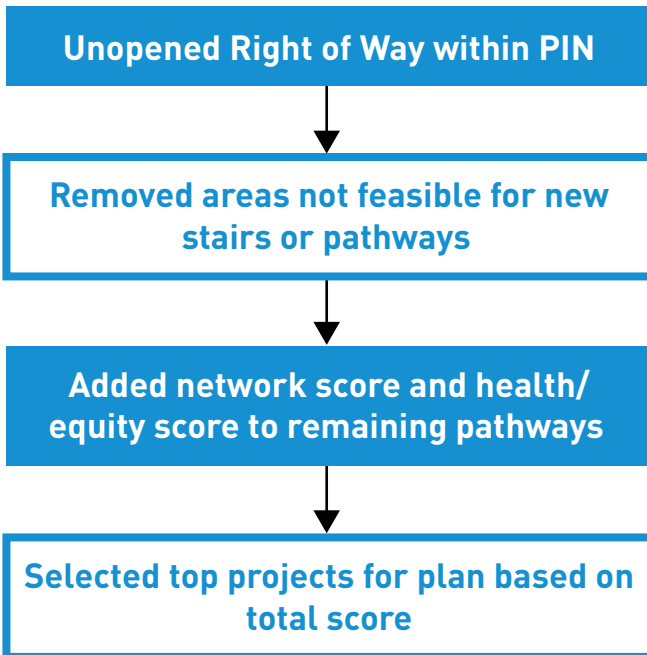 Unopened Right of Way within PIN
Removed areas not feasible for new
stairs or pathways
Added network score and health/
equity score to remaining pathways
Selected top projects for plan based on
total score